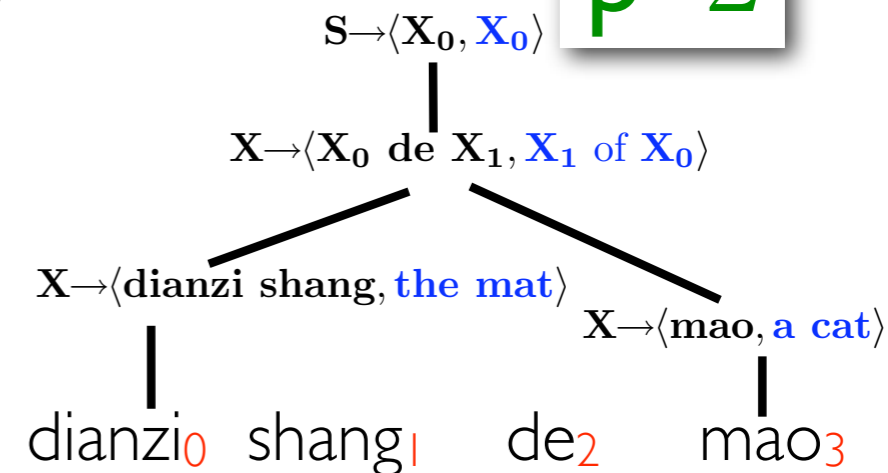 S→⟨X₀, X₀⟩
X→⟨X₀ de X₁, X₁ of X₀⟩
X→⟨dianzi shang, the mat⟩
X→⟨mao, a cat⟩
dianzi₀ shang₁ de₂ mao₃